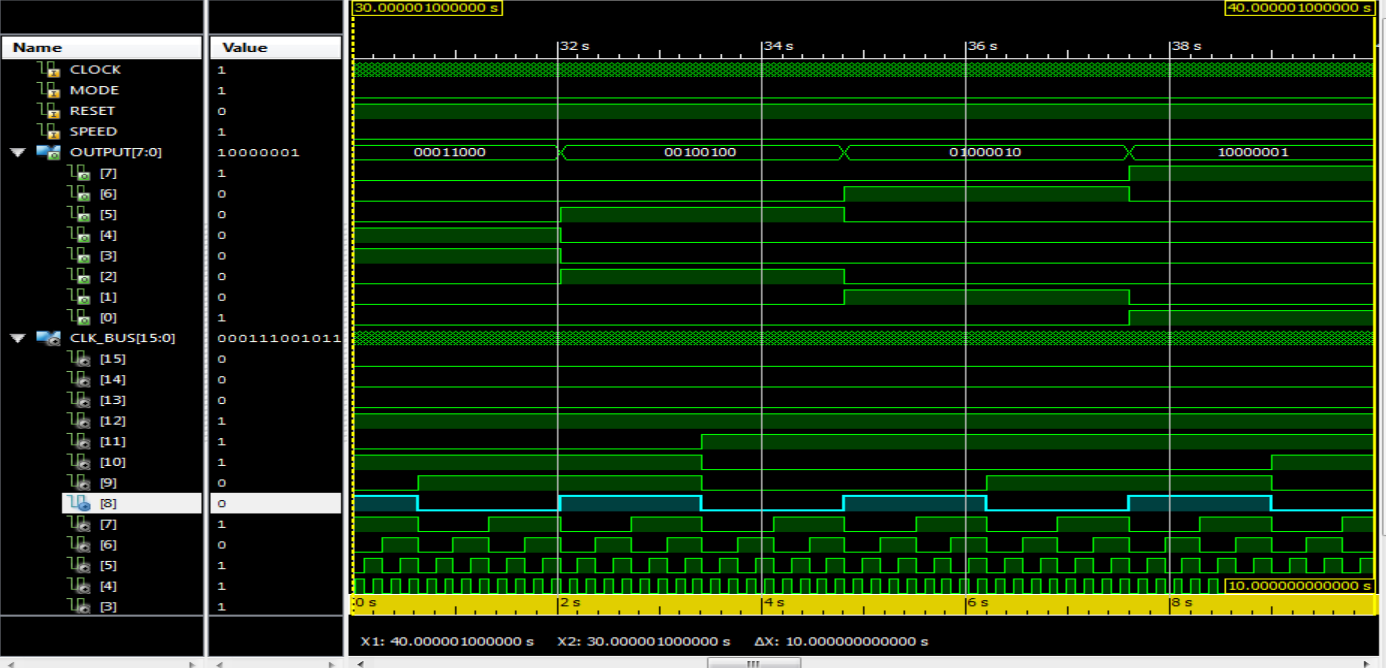 30.000001000000 s 40.000001000000 s
Name Value 32 s 34 s 36 s 38 s
CLOCK 1
MODE 1
RESET 0
SPEED 1
OUTPUT[7:0] 10000001 00011000 00100100 01000010 10000001
[7] 1
[6] 0
[5] 0
[4] 0
[3] 0
[2] 0
[1] 0
[0] 1
CLK_BUS[15:0] 000111001011
[15] 0
[14] 0
[13] 0
[12] 1
[11] 1
[10] 1
[9] 0
[8] 0
[7] 1
[6] 0
[5] 1
[4] 1 10.000000000000 s
[3] 1 0 s 2 s 4 s 6 s 8 s
X1: 40.000001000000 s X2: 30.000001000000 s ΔX: 10.000000000000 s